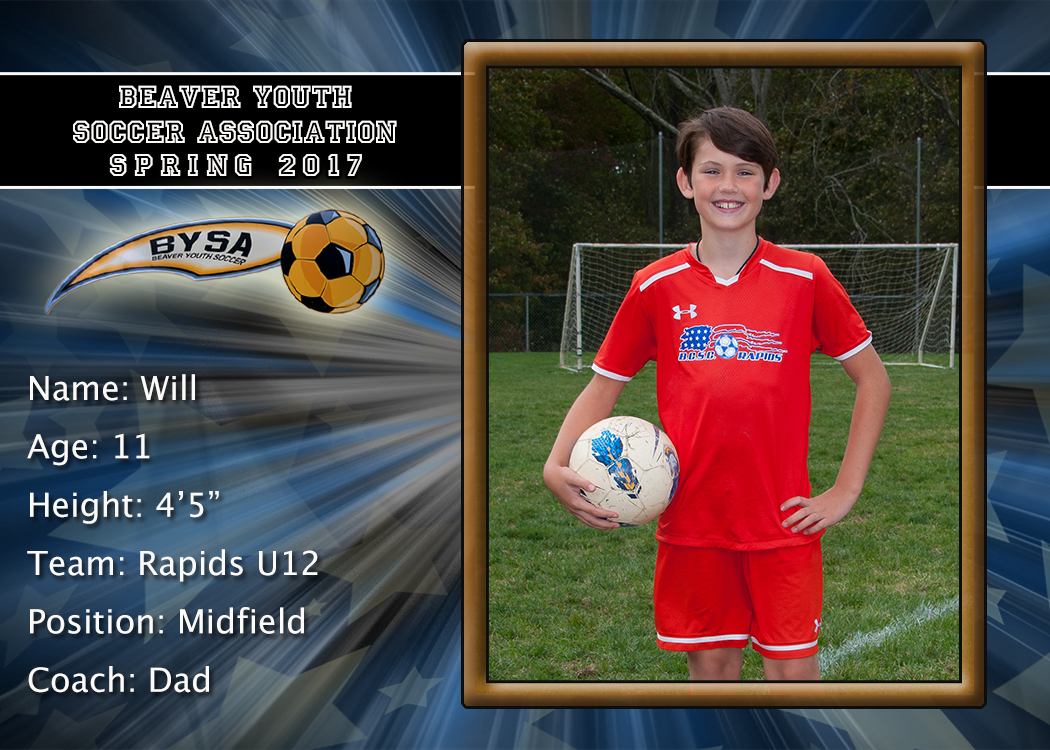 BEAVER YOUTH
SOCCER ASSOCIATION
SPRING 2017
BYSA
BEAVER YOUTH SOCCER
Name: Will
Age: 11
Height: 4’5”
Team: Rapids U12
Position: Midfield
Coach: Dad
B.C.S.C. RAPIDS